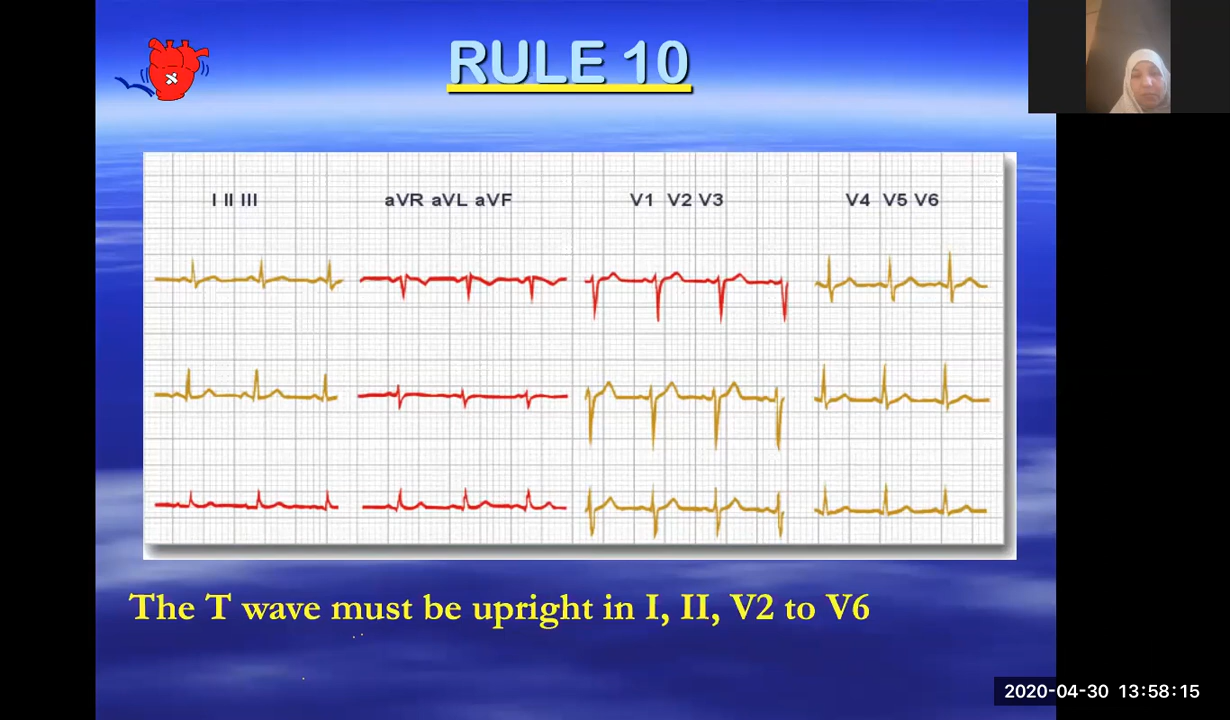 RULE 10
I II III aVR aVL aVF V1 V2 V3 V4 V5 V6
The T wave must be upright in I, II, V2 to V6
2020-04-30 13:58:15